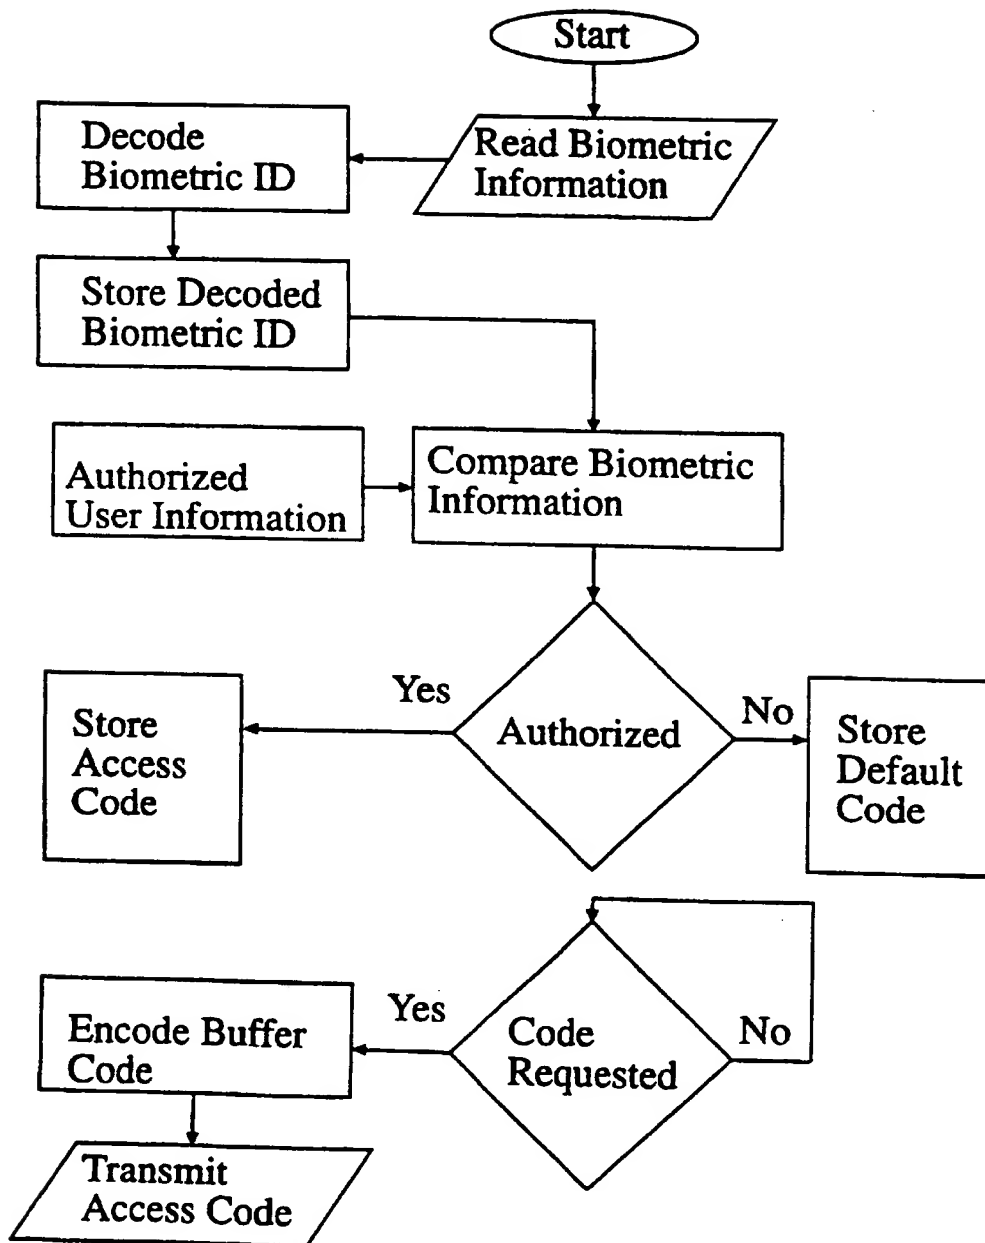 Start
Read Biometric
Information
Decode
Biometric ID
Store Decoded
Biometric ID
Authorized
User Information
Compare Biometric
Information
Authorized
Yes
No
Store
Access
Code
Store
Default
Code
Code
Requested
Yes
No
Encode Buffer
Code
Transmit
Access Code